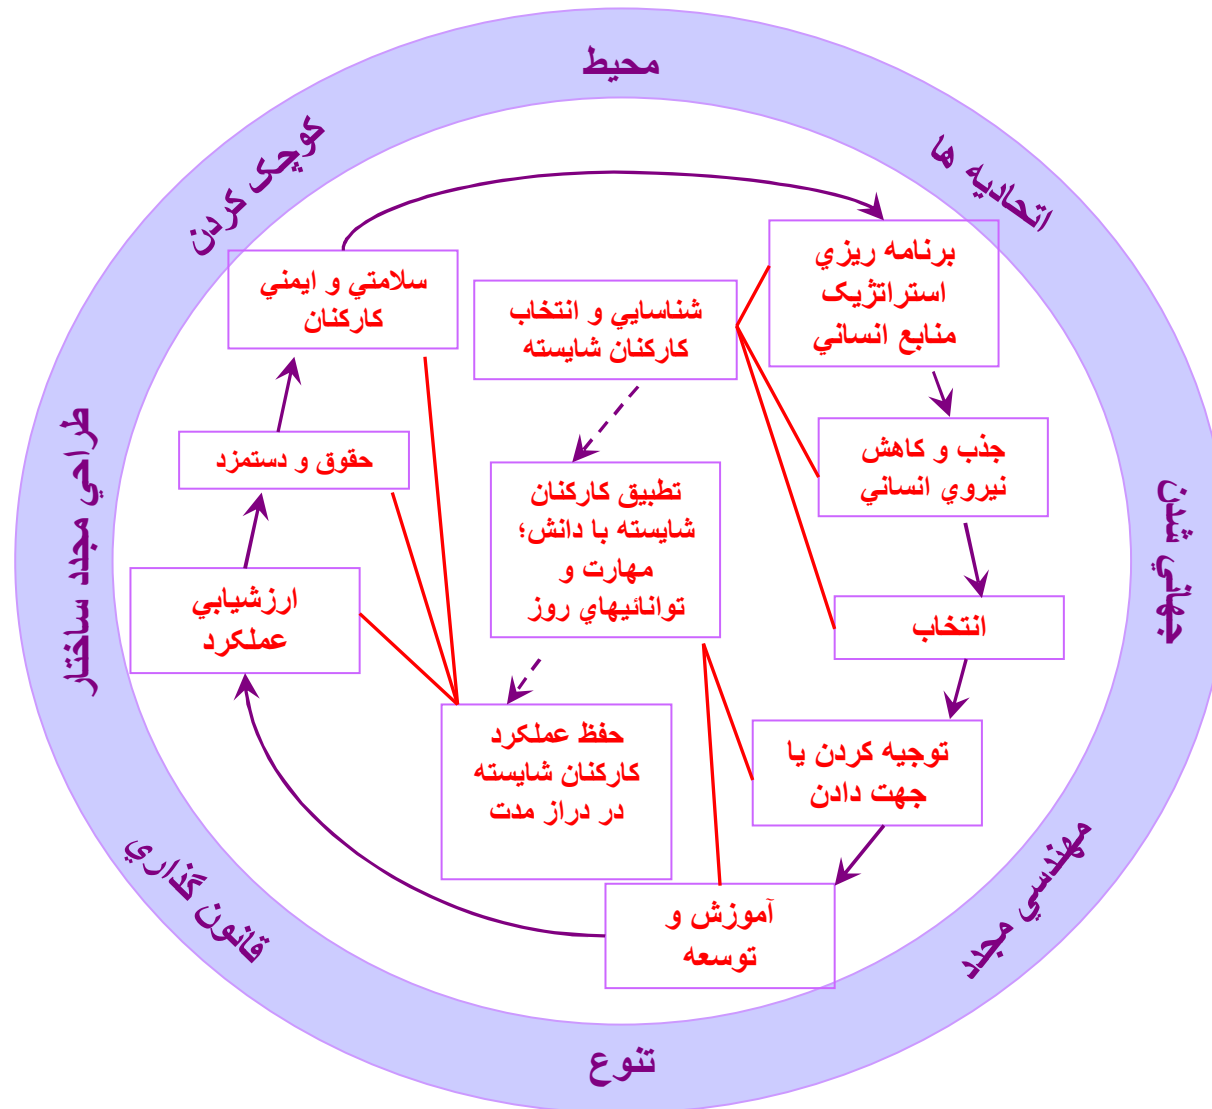 محيط
اتحاديه ها
جهاني شدن
مهندسي مجدد
تنوع
قانون گذاري
طراحي مجدد ساختار
كوچک كردن
برنامه ريزي
استراتژيک
منابع انساني
جذب و كاهش
نيروي انساني
انتخاب
توجيه كردن يا
جهت دادن
آموزش و
توسعه
ارزشيابي
عملكرد
حقوق و دستمزد
سلامتي و ايمني
كاركنان
شناسايي و انتخاب
كاركنان شايسته
تطبيق كاركنان
شايسته با دانش؛
مهارت و
توانائيهاي روز
حفظ عملكرد
كاركنان شايسته
در دراز مدت